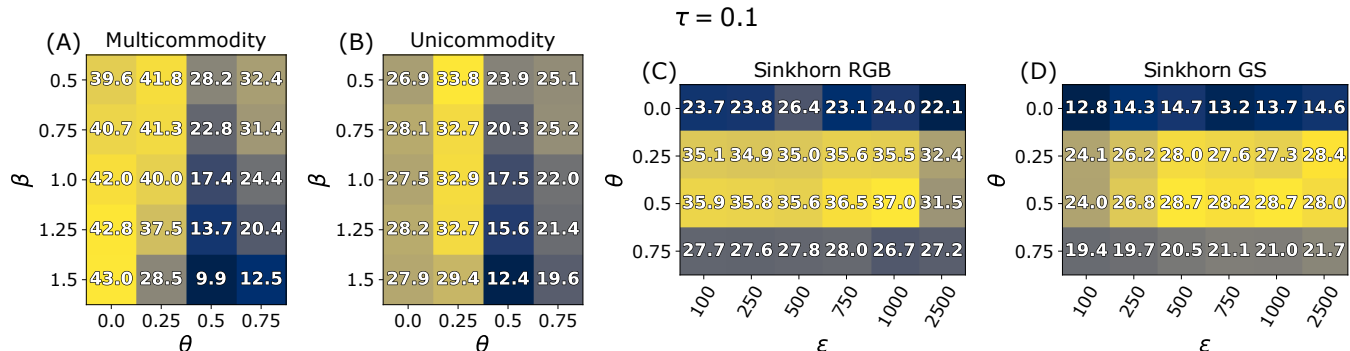 τ = 0.1
(A) Multicommodity
β
0.5 39.6 41.8 28.2 32.4
0.75 40.7 41.3 22.8 31.4
1.0 42.0 40.0 17.4 24.4
1.25 42.8 37.5 13.7 20.4
1.5 43.0 28.5 9.9 12.5
0.0 0.25 0.5 0.75
θ
(B) Unicommodity
β
0.5 26.9 33.8 23.9 25.1
0.75 28.1 32.7 20.3 25.2
1.0 27.5 32.9 17.5 22.0
1.25 28.2 32.7 15.6 21.4
1.5 27.9 29.4 12.4 19.6
0.0 0.25 0.5 0.75
θ
(C) Sinkhorn RGB
θ
0.0 23.7 23.8 26.4 23.1 24.0 22.1
0.25 35.1 34.9 35.0 35.6 35.5 32.4
0.5 35.9 35.8 35.6 36.5 37.0 31.5
0.75 27.7 27.6 27.8 28.0 26.7 27.2
100 250 500 750 1000 2500
ε
(D) Sinkhorn GS
θ
0.0 12.8 14.3 14.7 13.2 13.7 14.6
0.25 24.1 26.2 28.0 27.6 27.3 28.4
0.5 24.0 26.8 28.7 28.2 28.7 28.0
0.75 19.4 19.7 20.5 21.1 21.0 21.7
100 250 500 750 1000 2500
ε